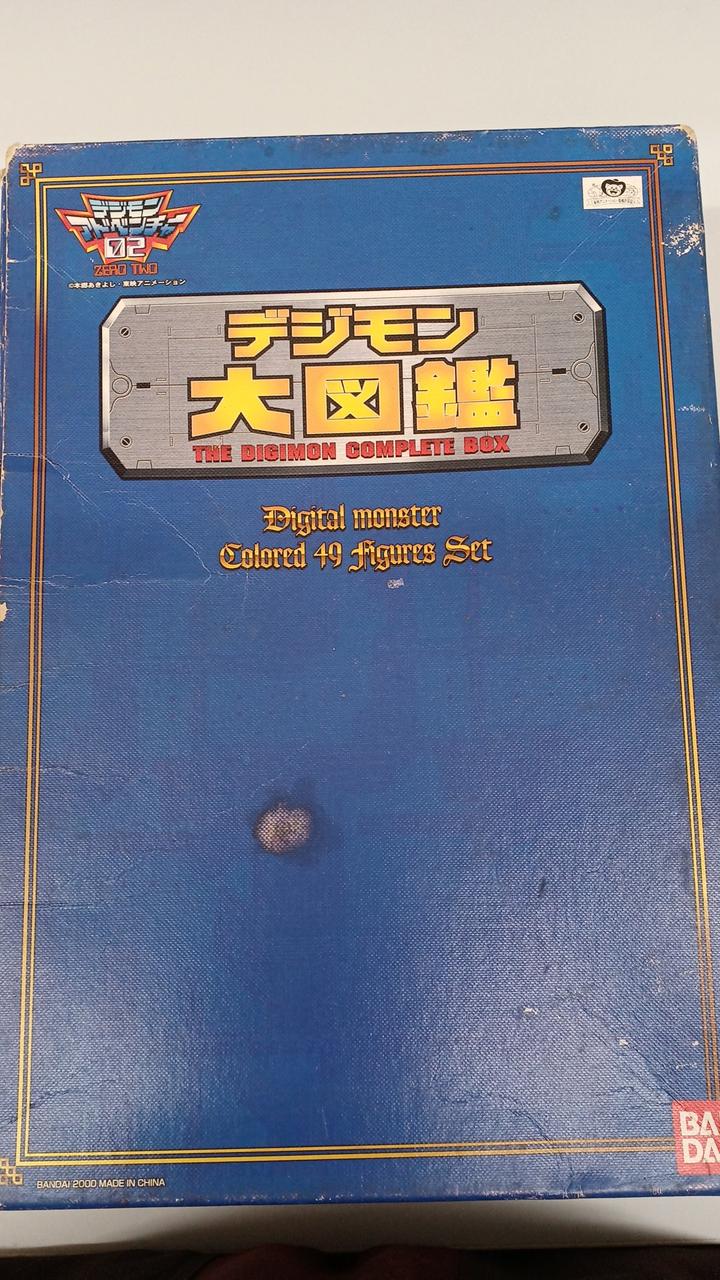 デジモン
アドベンチャー
02
ZERO TWO
©本郷あきよし・東映アニメーション
デジモン
大図鑑
THE DIGIMON COMPLETE BOX
Digital monster
Colored 49 Figures Set
BA
DA
BANDAI 2000 MADE IN CHINA